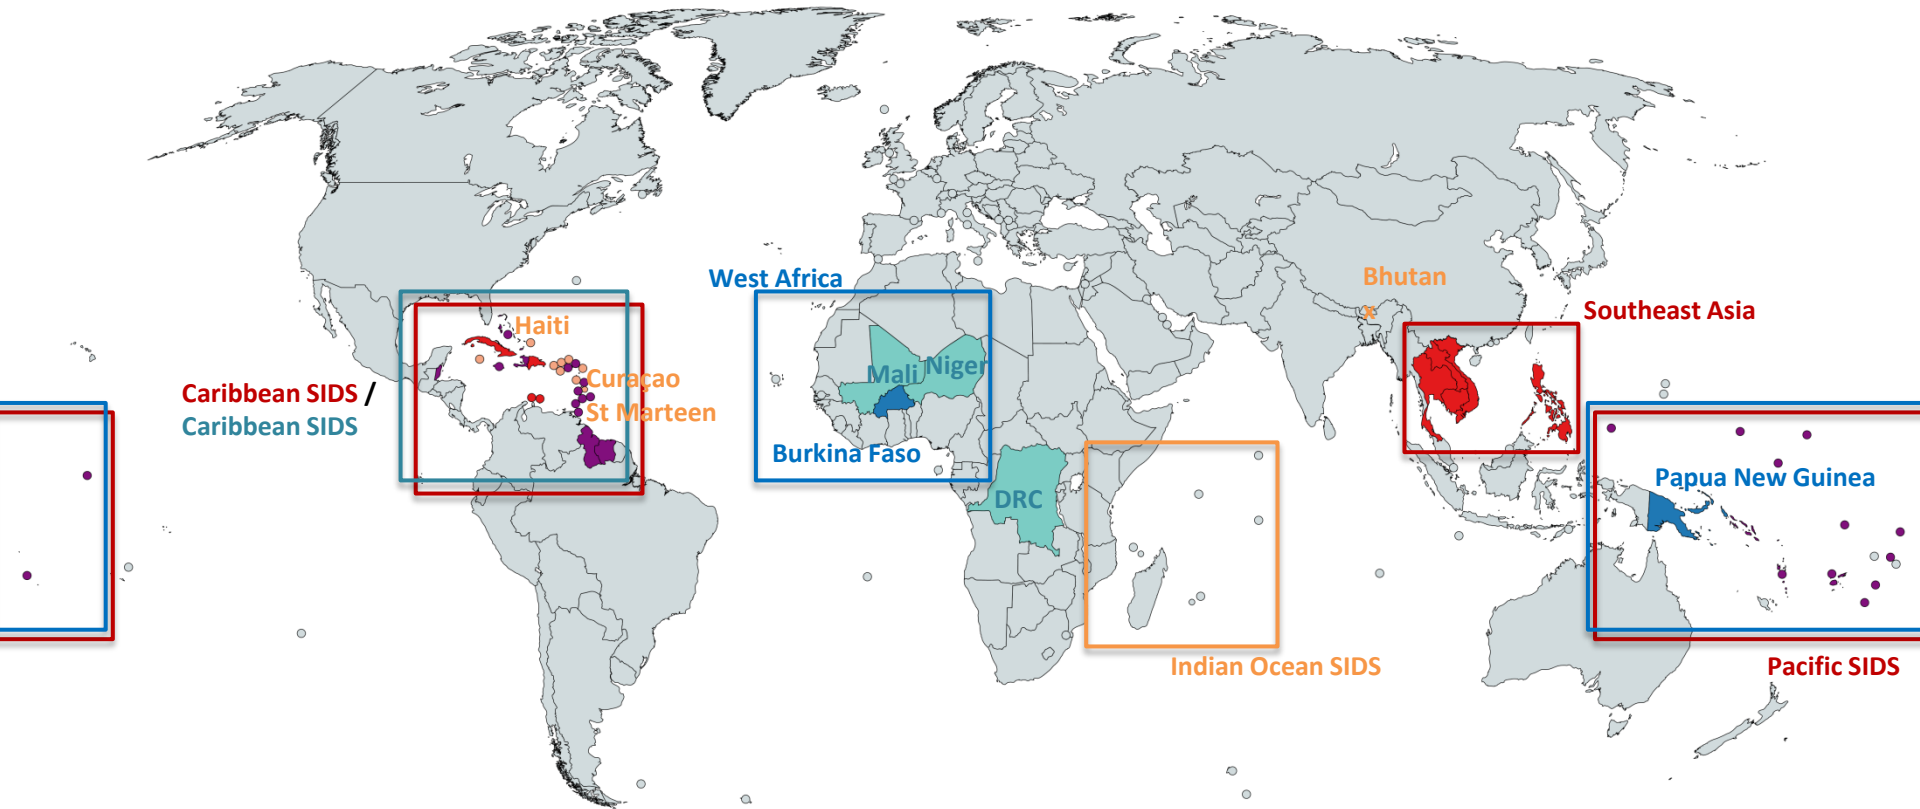 West Africa
Bhutan
Southeast Asia
Haiti
Niger
Mali
Curaçao
Caribbean SIDS /
St Marteen
Caribbean SIDS
Burkina Faso
Papua New Guinea
DRC
Indian Ocean SIDS
Pacific SIDS